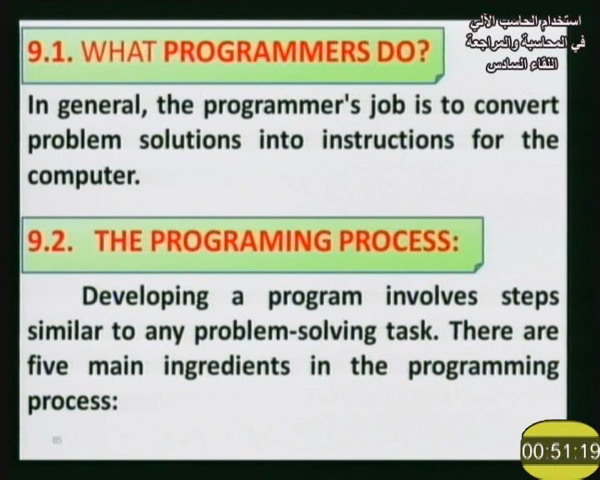 استخدام الحاسب الآلي
في المحاسبة والمراجعة
اللقاء السادس
9.1. WHAT PROGRAMMERS DO?
In general, the programmer's job is to convert
problem solutions into instructions for the
computer.
9.2. THE PROGRAMING PROCESS:
Developing a program involves steps
similar to any problem-solving task. There are
five main ingredients in the programming
process:
85
00:51:19